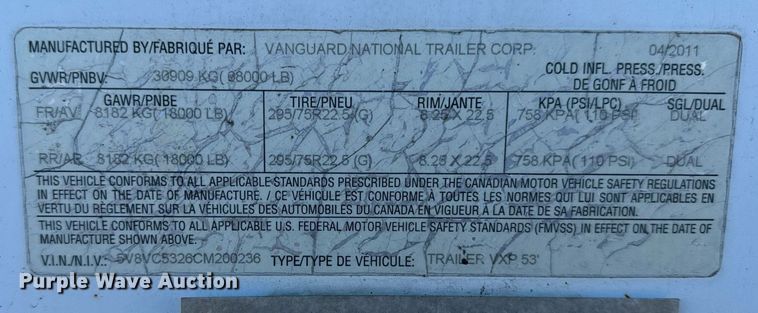 MANUFACTURED BY/FABRIQUÉ PAR: VANGUARD NATIONAL TRAILER CORP. 04/2011
GVWR/PNBV: 30909 KG( 68000 LB)
COLD INFL. PRESS./PRESS.
DE GONF À FROID
GAWR/PNBE TIRE/PNEU RIM/JANTE KPA (PSI/LPC) SGL/DUAL
FR/AV 8182 KG( 18000 LB) 295/75R22.5 (G) 8.25 X 22.5 758 KPA( 110 PSI) DUAL
RR/AR 8182 KG( 18000 LB) 295/75R22.5 (G) 8.25 X 22.5 758 KPA( 110 PSI) DUAL
THIS VEHICLE CONFORMS TO ALL APPLICABLE STANDARDS PRESCRIBED UNDER THE CANADIAN MOTOR VEHICLE SAFETY REGULATIONS
IN EFFECT ON THE DATE OF MANUFACTURE. / CE VÉHICULE EST CONFORME À TOUTES LES NORMES QUI LUI SONT APPLICABLES EN
VERTU DU RÈGLEMENT SUR LA VÉHICULES DES AUTOMOBILES DU CANADA EN VIGUEUR À LA DATE DE SA FABRICATION.
THIS VEHICLE CONFORMS TO ALL APPLICABLE U.S. FEDERAL MOTOR VEHICLE SAFETY STANDARDS (FMVSS) IN EFFECT ON THE DATE OF
MANUFACTURE SHOWN ABOVE.
V.I.N./N.I.V.: 5V8VC5326CM200236 TYPE/TYPE DE VÉHICULE: TRAILER VXP 53'
Purple Wave Auction